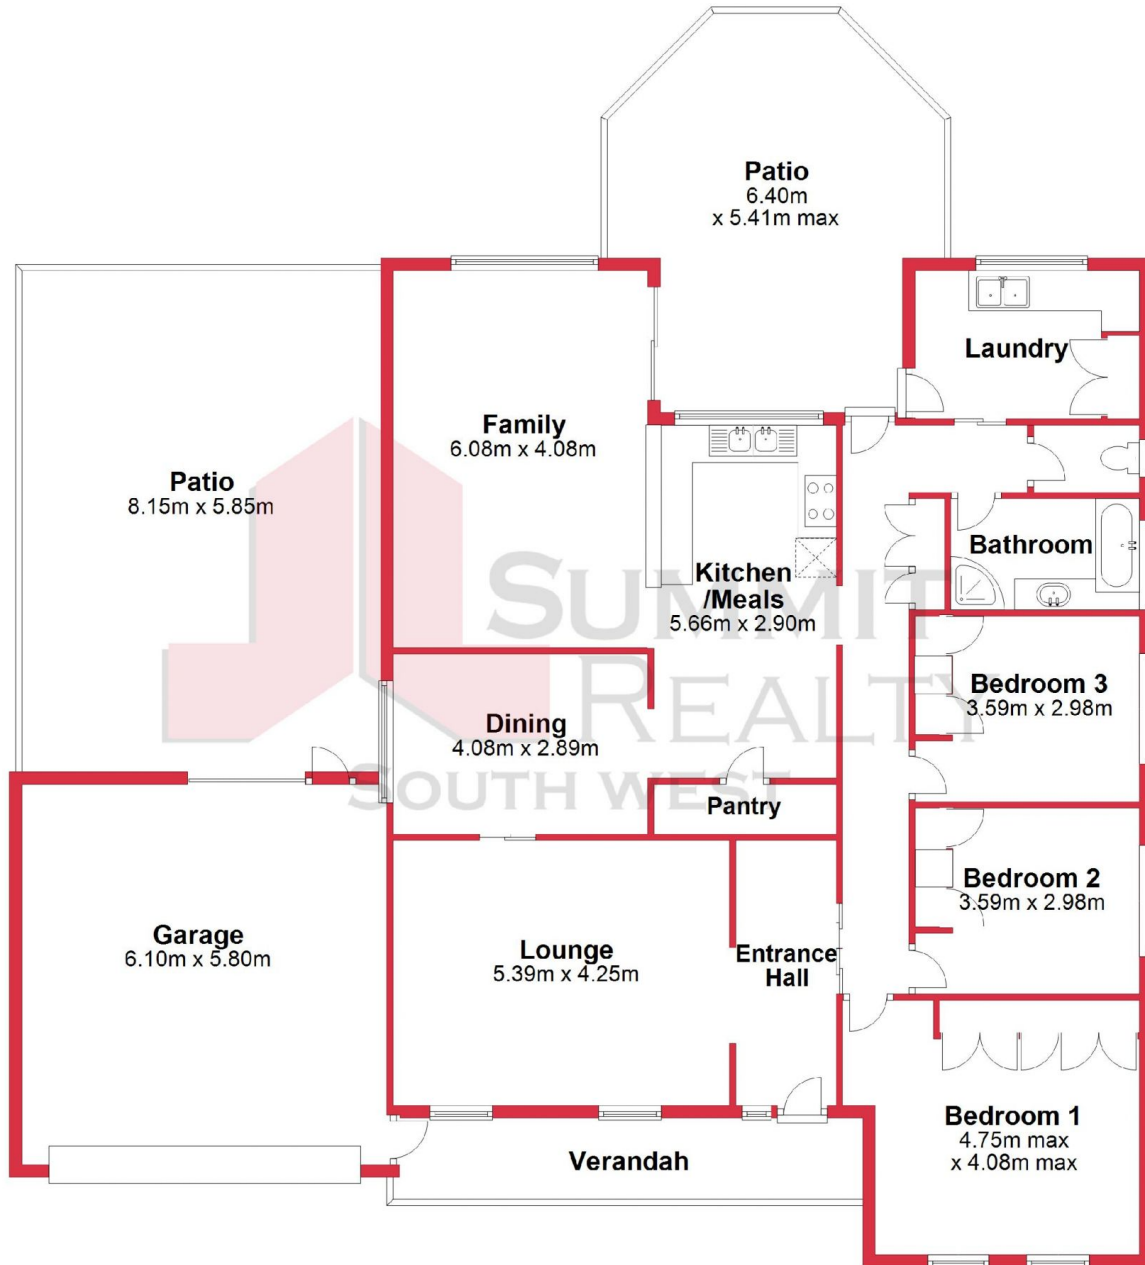 Patio
6.40m
x 5.41m max
Laundry
Family
6.08m x 4.08m
Patio
8.15m x 5.85m
Bathroom
Kitchen
/Meals
5.66m x 2.90m
SUMMIT
REALTY
SOUTH WEST
Bedroom 3
3.59m x 2.98m
Dining
4.08m x 2.89m
Pantry
Bedroom 2
3.59m x 2.98m
Garage
6.10m x 5.80m
Lounge
5.39m x 4.25m
Entrance
Hall
Bedroom 1
4.75m max
x 4.08m max
Verandah